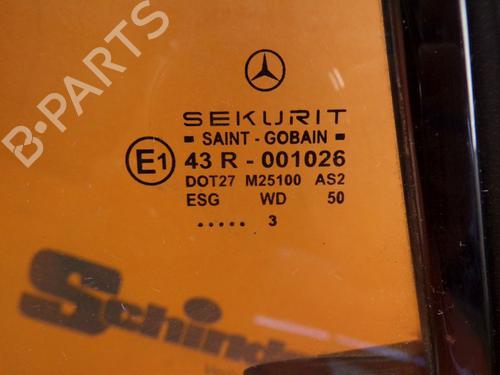 B-PARTS
SEKURIT
SAINT - GOBAIN
E1 43 R - 001026
DOT27 M25100 AS2
ESG WD 50
..... 3